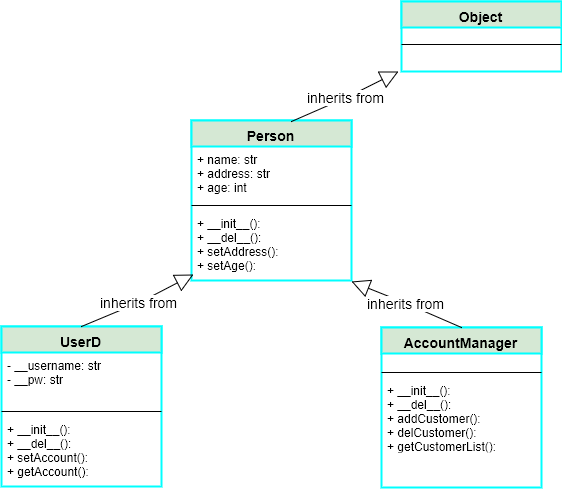 Object
inherits from
Person
+ name: str
+ address: str
+ age: int
+ __init__():
+ __del__():
+ setAddress():
+ setAge():
inherits from
inherits from
UserD
- __username: str
- __pw: str
+ __init__():
+ __del__():
+ setAccount():
+ getAccount():
AccountManager
+ __init__():
+ __del__():
+ addCustomer():
+ delCustomer():
+ getCustomerList():